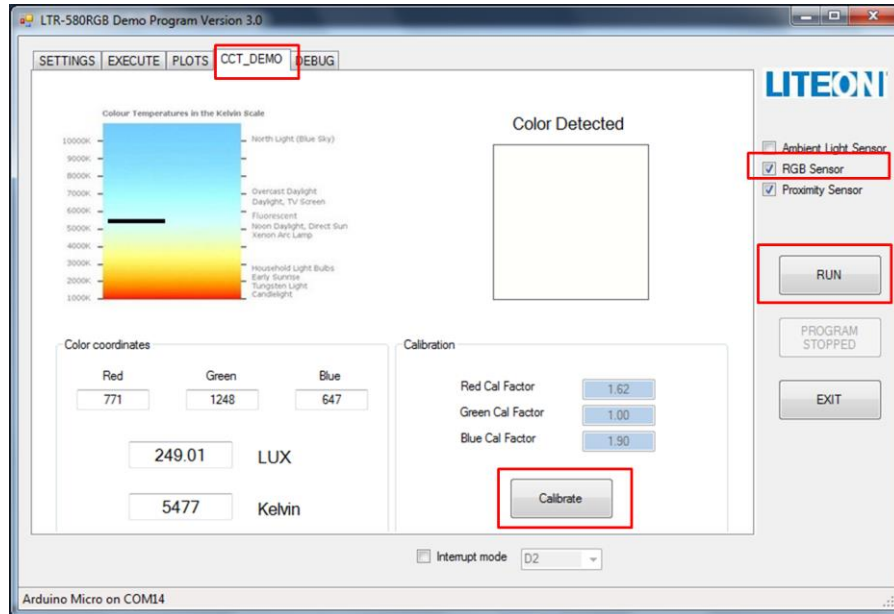 LTR-580RGB Demo Program Version 3.0
SETTINGS EXECUTE PLOTS CCT_DEMO DEBUG
LITEON
Colour Temperatures in the Kelvin Scale
10000K
9000K
8000K
7000K
6000K
5000K
4000K
3000K
2000K
1000K
North Light (Blue Sky)
Overcast Daylight
Daylight, TV Screen
Fluorescent
Noon Daylight, Direct Sun
Xenon Arc Lamp
Household Light Bulbs
Early Sunrise
Tungsten Light
Candlelight
Color Detected
Ambient Light Sensor
RGB Sensor
Proximity Sensor
RUN
PROGRAM
STOPPED
EXIT
Color coordinates
Red Green Blue
771 1248 647
249.01 LUX
5477 Kelvin
Calibration
Red Cal Factor 1.62
Green Cal Factor 1.00
Blue Cal Factor 1.90
Calibrate
Interrupt mode D2
Arduino Micro on COM14